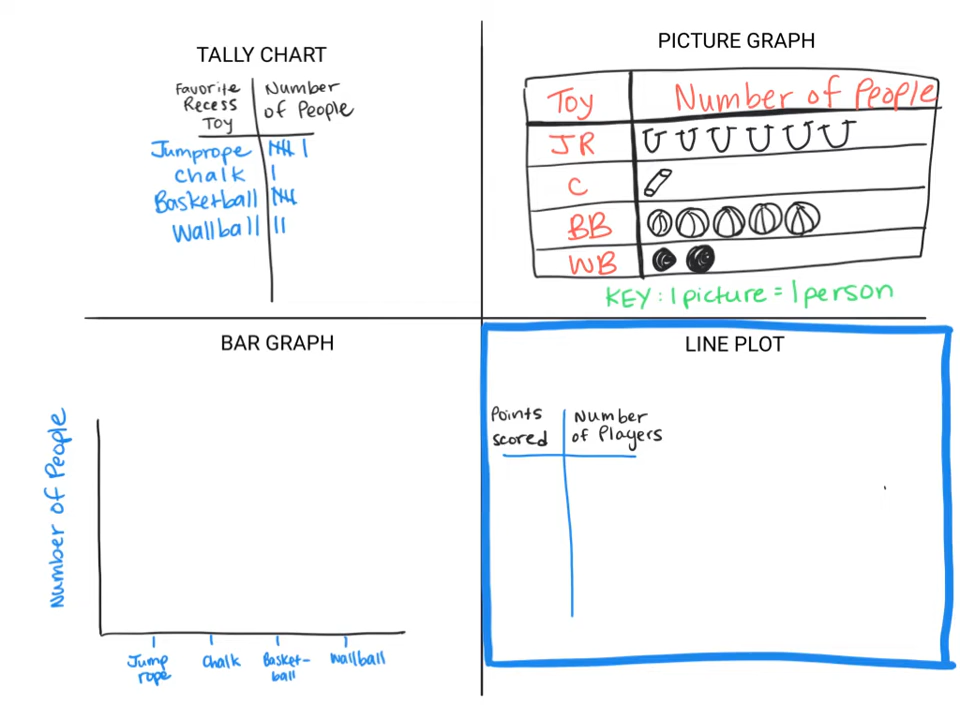 TALLY CHART
Favorite Recess Toy
Number of People
Jumprope
Chalk
Basketball
Wallball
PICTURE GRAPH
Toy Number of People
JR
C
BB
WB
KEY: 1 picture = 1 person
BAR GRAPH
Number of People
Jump rope
Chalk
Basket-ball
Wallball
LINE PLOT
Points scored
Number of Players